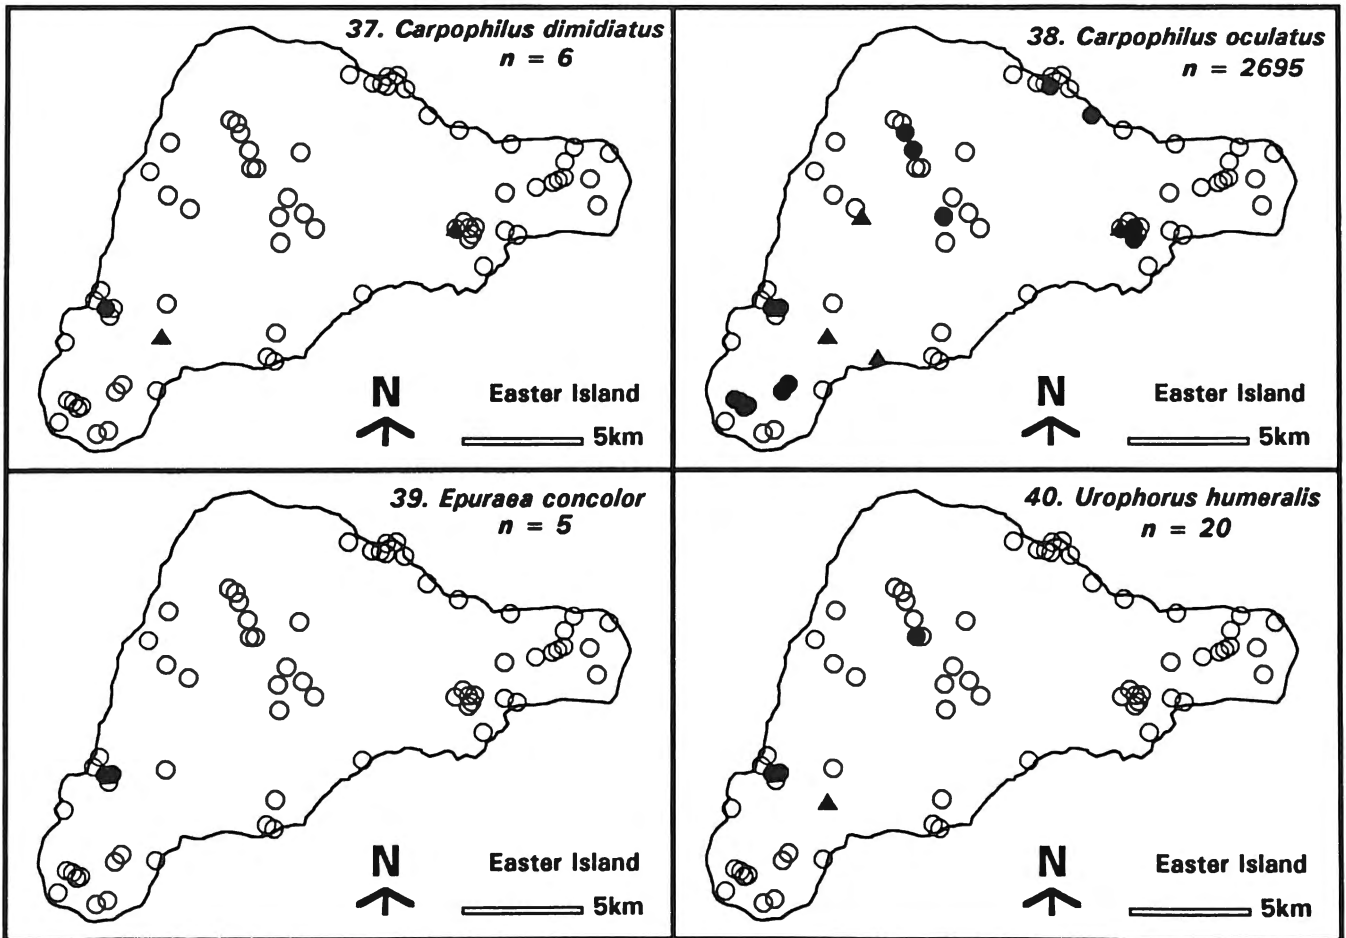 37. Carpophilus dimidiatus
n = 6
N
Easter Island
5km
38. Carpophilus oculatus
n = 2695
N
Easter Island
5km
39. Epuraea concolor
n = 5
N
Easter Island
5km
40. Urophorus humeralis
n = 20
N
Easter Island
5km